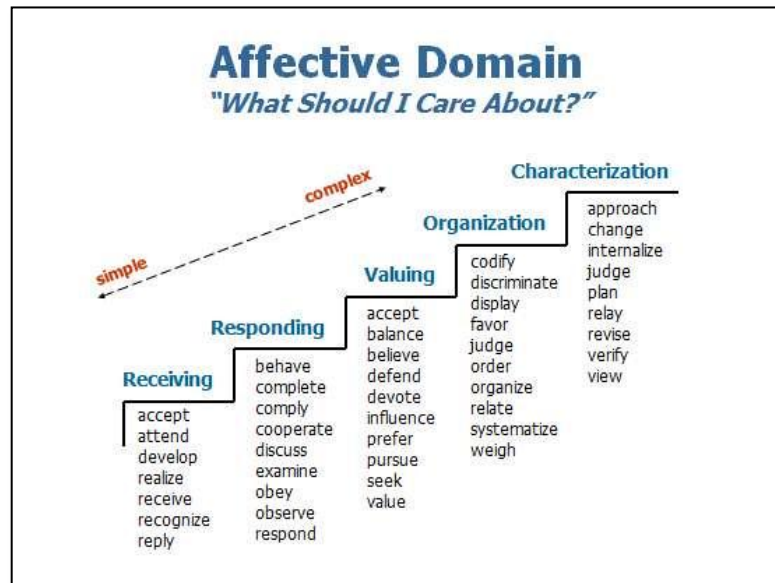 Affective Domain
"What Should I Care About?"
simple
complex
Receiving
accept
attend
develop
realize
receive
recognize
reply
Responding
behave
complete
comply
cooperate
discuss
examine
obey
observe
respond
Valuing
accept
balance
believe
defend
devote
influence
prefer
pursue
seek
value
Organization
codify
discriminate
display
favor
judge
order
organize
relate
systematize
weigh
Characterization
approach
change
internalize
judge
plan
relay
revise
verify
view